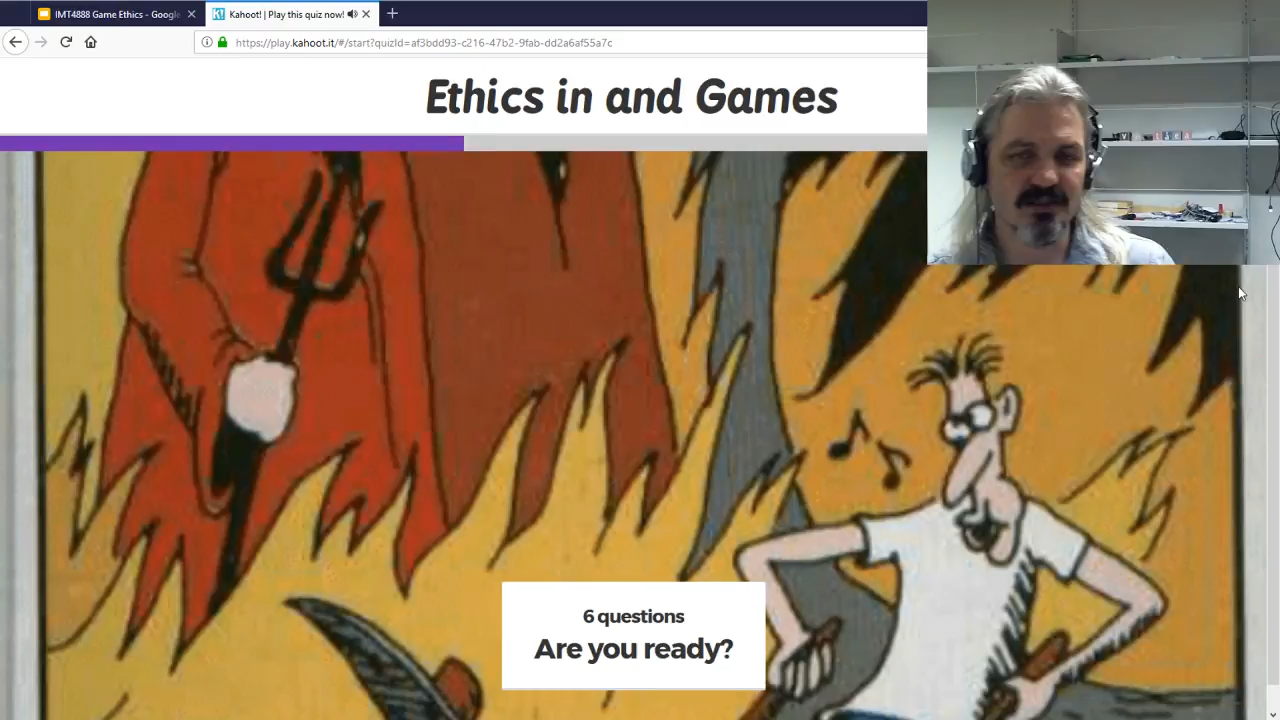 IMT4888 Game Ethics - Google
Kahoot! | Play this quiz now!
https://play.kahoot.it/#/start?quizId=af3bdd93-c216-47b2-9fab-dd2a6af55a7c
Ethics in and Games
6 questions
Are you ready?